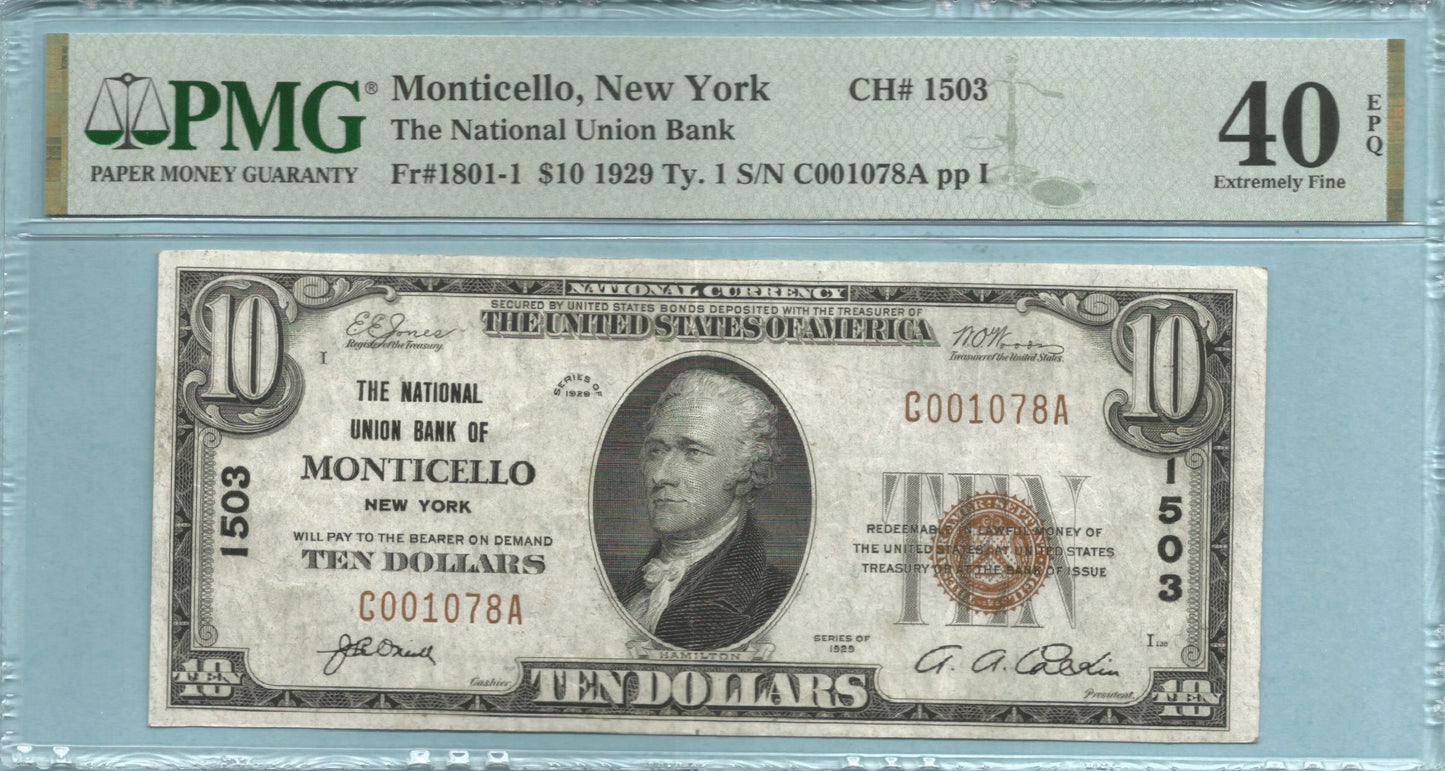 PMG®
PAPER MONEY GUARANTY
Monticello, New York CH# 1503
The National Union Bank
Fr#1801-1 $10 1929 Ty. 1 S/N C001078A pp I
40
Extremely Fine
EPQ
NATIONAL CURRENCY
SECURED BY UNITED STATES BONDS DEPOSITED WITH THE TREASURER OF
THE UNITED STATES OF AMERICA
10
10
E E Jones
Register of the Treasury.
W.O. Woods
Treasurer of the United States.
I
THE NATIONAL
UNION BANK OF
MONTICELLO
NEW YORK
SERIES OF
1929
C001078A
1503
1503
WILL PAY TO THE BEARER ON DEMAND
TEN DOLLARS
C001078A
TEN
REDEEMABLE IN LAWFUL MONEY OF
THE UNITED STATES AT UNITED STATES
TREASURY OR AT THE BANK OF ISSUE
HAMILTON
SERIES OF
1929
I
Cashier.
President.
TEN
10
TEN DOLLARS
TEN
10